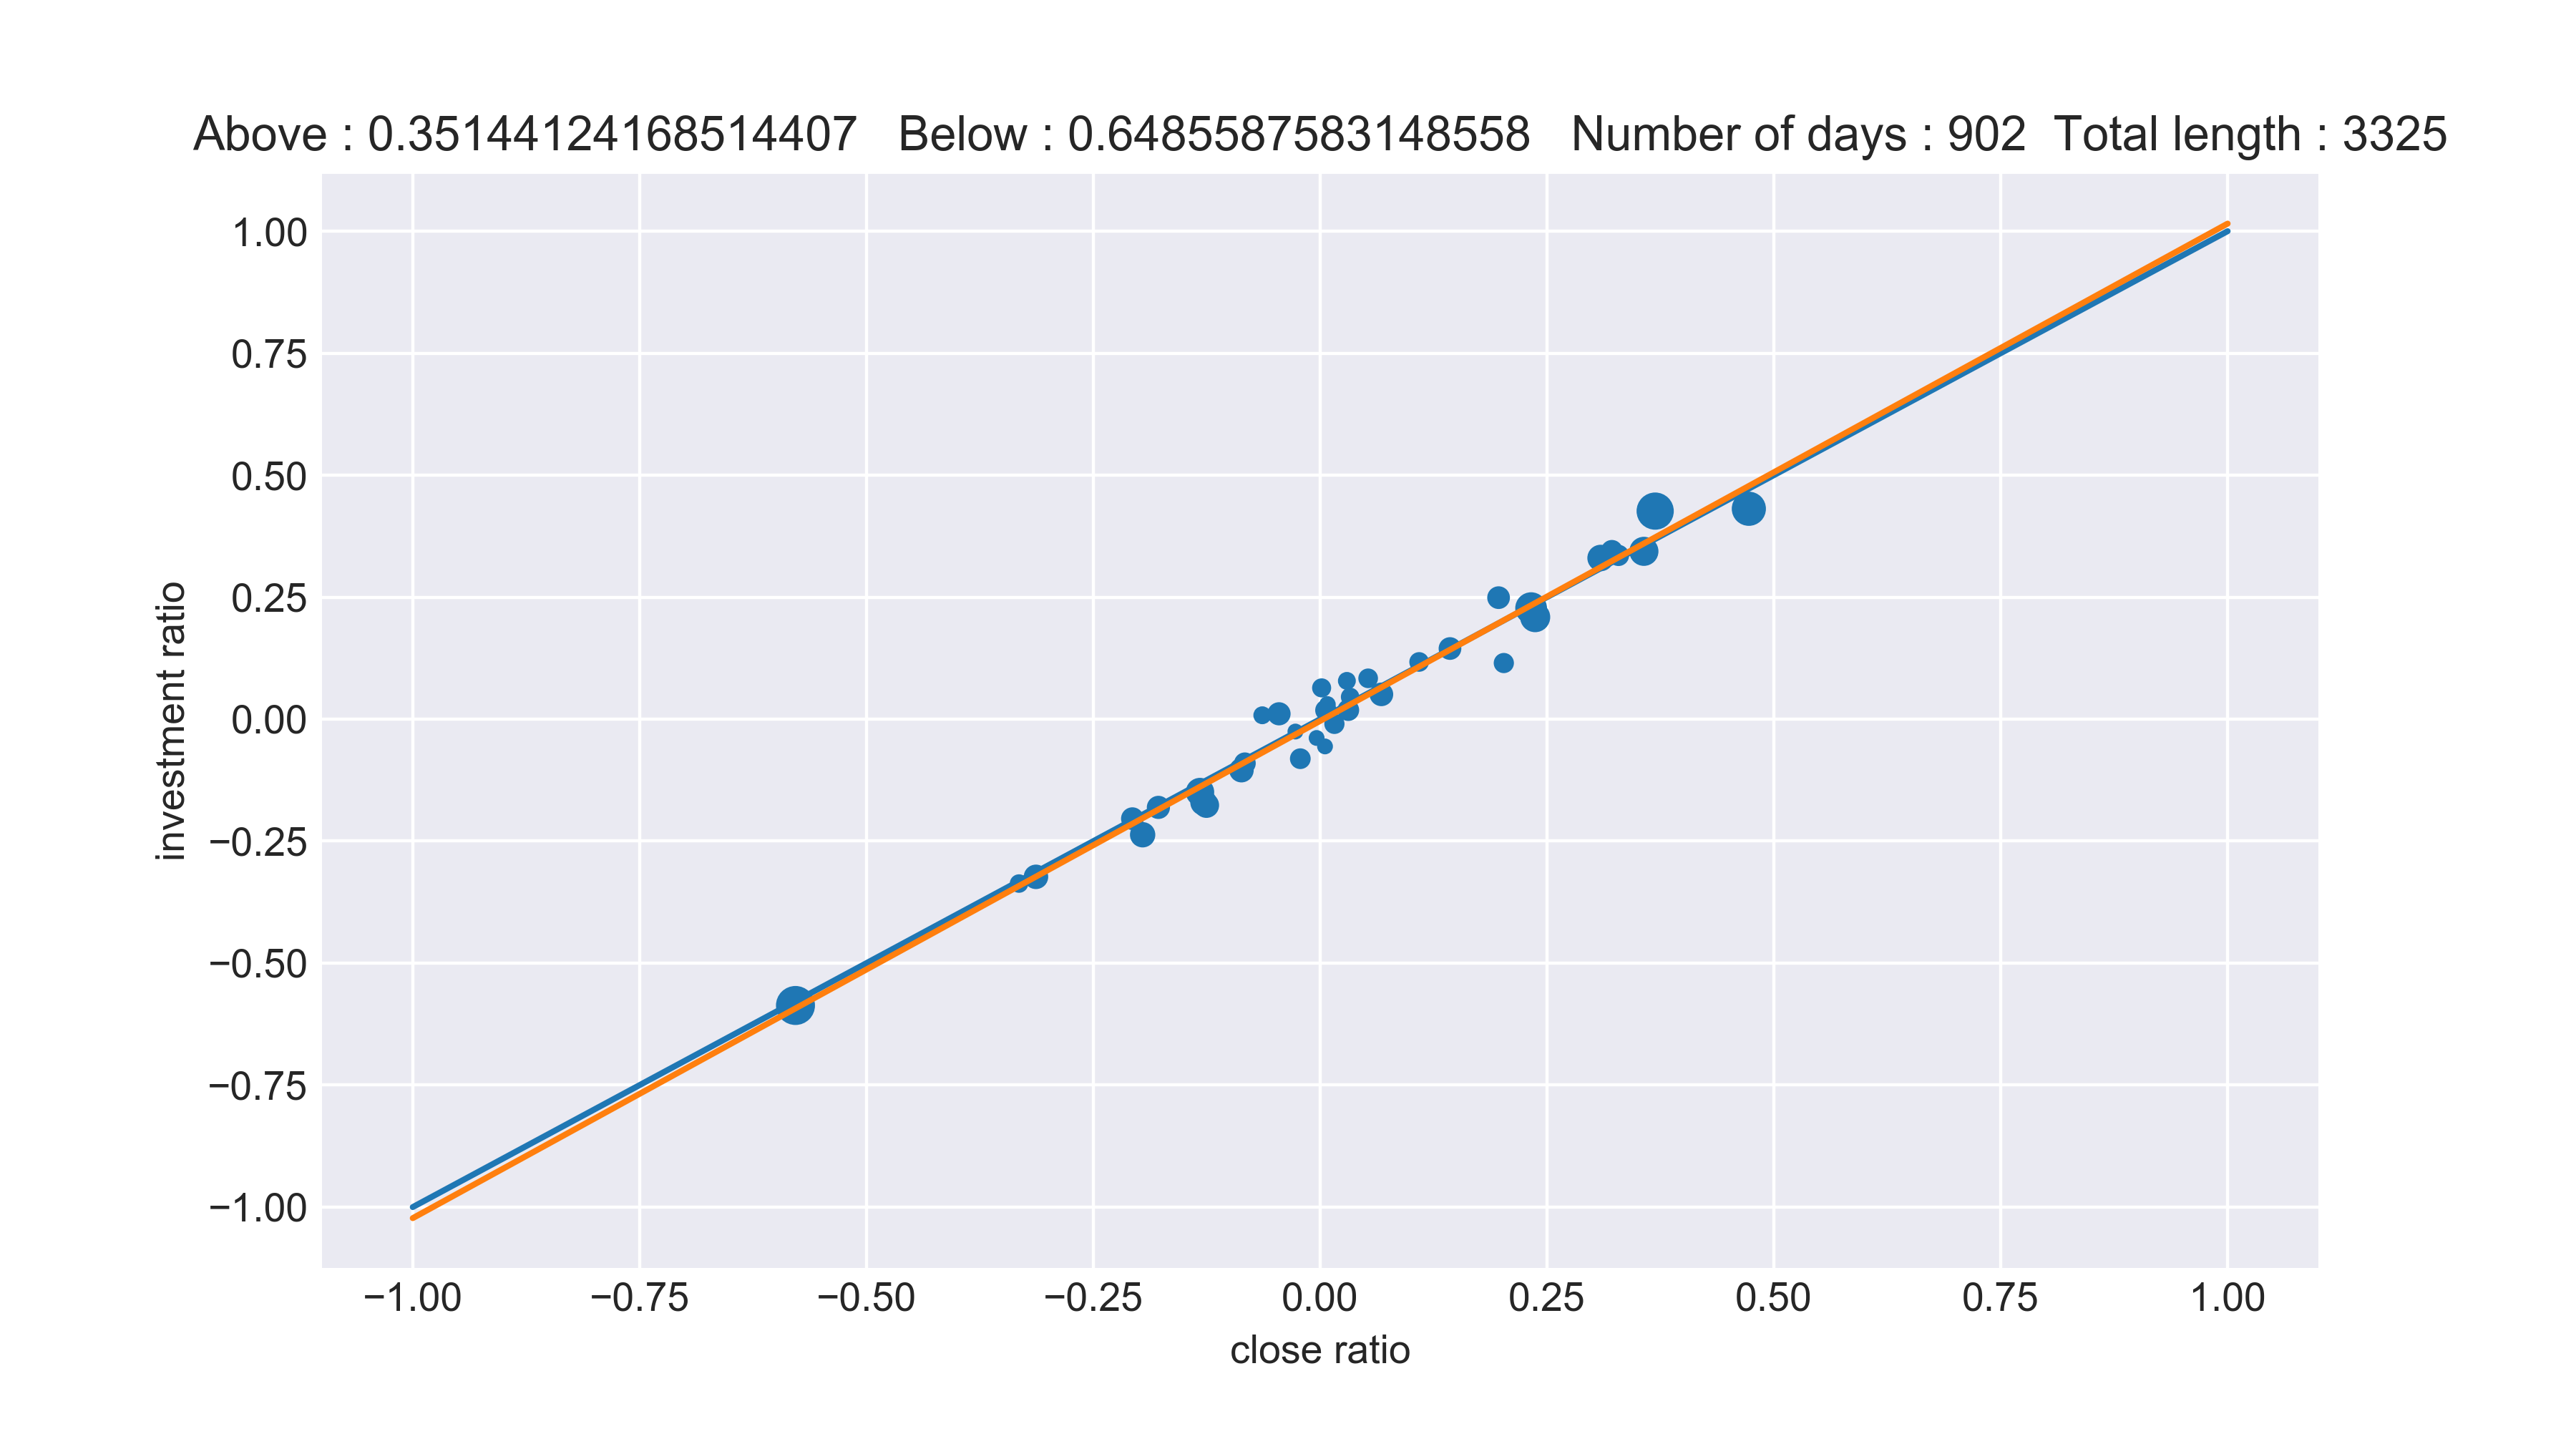 Above : 0.35144124168514407   Below : 0.6485587583148558   Number of days : 902  Total length : 3325
1.00
0.75
0.50
0.25
0.00
−0.25
−0.50
−0.75
−1.00
investment ratio
−1.00 −0.75 −0.50 −0.25 0.00 0.25 0.50 0.75 1.00
close ratio